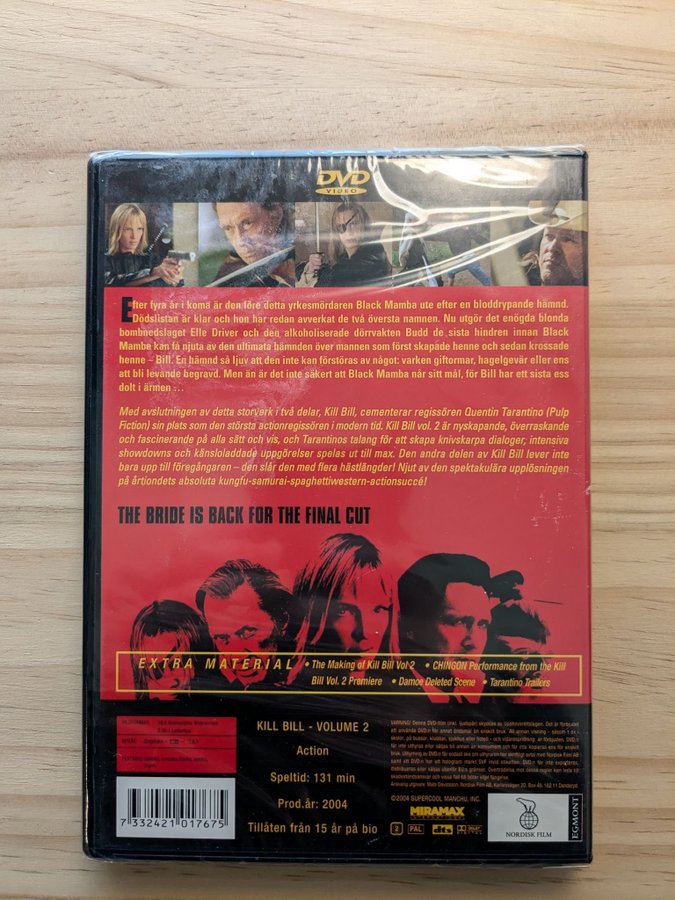 DVD
VIDEO
Efter fyra år i koma är den före detta yrkesmördaren Black Mamba ute efter en bloddrypande hämnd.
Dödslistan är klar och hon har redan avverkat de två översta namnen. Nu utgör det enögda blonda
bombnedslaget Elle Driver och den alkoholiserade dörrvakten Budd de sista hindren innan Black
Mamba kan få njuta av den ultimata hämnden över mannen som först skapade henne och sedan krossade
henne – Bill. En hämnd så ljuv att den inte kan förstöras av något: varken giftormar, hagelgevär eller ens
att bli levande begravd. Men än är det inte säkert att Black Mamba når sitt mål, för Bill har ett sista ess
dolt i ärmen ...
Med avslutningen av detta storverk i två delar, Kill Bill, cementerar regissören Quentin Tarantino (Pulp
Fiction) sin plats som den största actionregissören i modern tid. Kill Bill vol. 2 är nyskapande, överraskande
och fascinerande på alla sätt och vis, och Tarantinos talang för att skapa knivskarpa dialoger, intensiva
showdowns och känsloladdade uppgörelser spelas ut till max. Den andra delen av Kill Bill lever inte
bara upp till föregångaren – den slår den med flera hästlängder! Njut av den spektakulära upplösningen
på årtiondets absoluta kungfu-samurai-spaghettiwestern-actionsuccé!
THE BRIDE IS BACK FOR THE FINAL CUT
EXTRA MATERIAL • The Making of Kill Bill Vol 2 • CHINGON Performance from the Kill
Bill Vol. 2 Premiere • Damoe Deleted Scene • Tarantino Trailers
KILL BILL - VOLUME 2
Action
Speltid: 131 min
Prod.år: 2004
Tillåten från 15 år på bio
7 332421 017675
©2004 SUPERCOOL MANCHU, INC.
MIRAMAX
2 PAL dts
NORDISK FILM
EGMONT